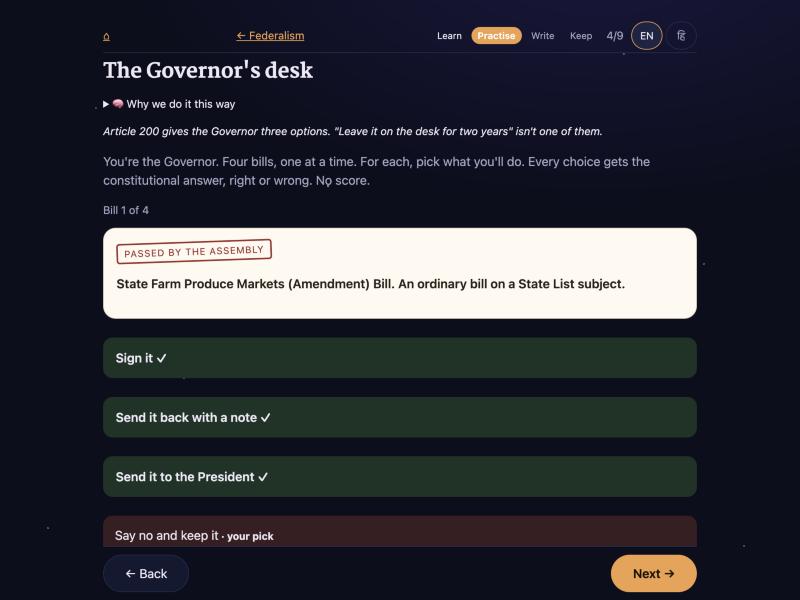 ⌂ ← Federalism Learn Practise Write Keep 4/9 EN हि
The Governor's desk
▶ 🧠 Why we do it this way
Article 200 gives the Governor three options. "Leave it on the desk for two years" isn't one of them.
You're the Governor. Four bills, one at a time. For each, pick what you'll do. Every choice gets the
constitutional answer, right or wrong. No score.
Bill 1 of 4
PASSED BY THE ASSEMBLY
State Farm Produce Markets (Amendment) Bill. An ordinary bill on a State List subject.
Sign it ✓
Send it back with a note ✓
Send it to the President ✓
Say no and keep it · your pick
← Back Next →